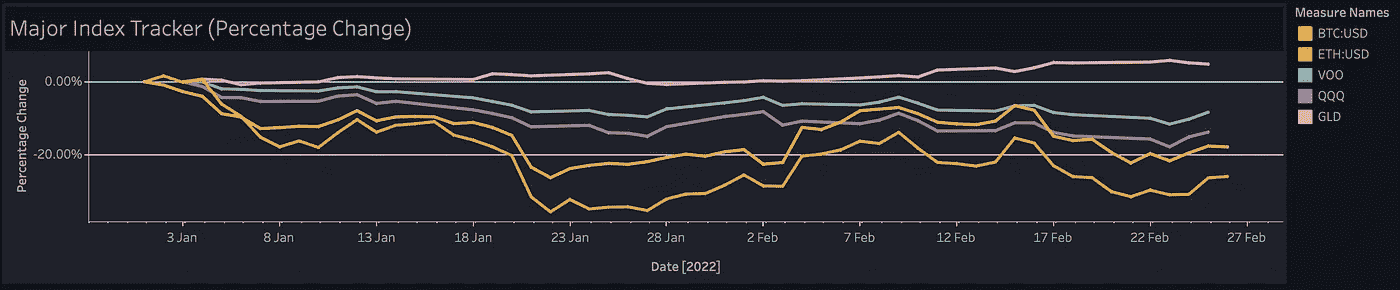 Major Index Tracker (Percentage Change)
Measure Names
BTC:USD
ETH:USD
VOO
QQQ
GLD
Percentage Change
0.00%
-20.00%
3 Jan 8 Jan 13 Jan 18 Jan 23 Jan 28 Jan 2 Feb 7 Feb 12 Feb 17 Feb 22 Feb 27 Feb
Date [2022]